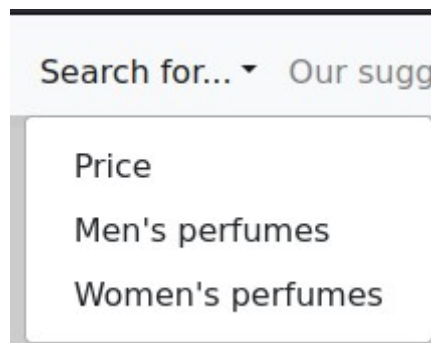 Search for... Our sugg
Price
Men's perfumes
Women's perfumes